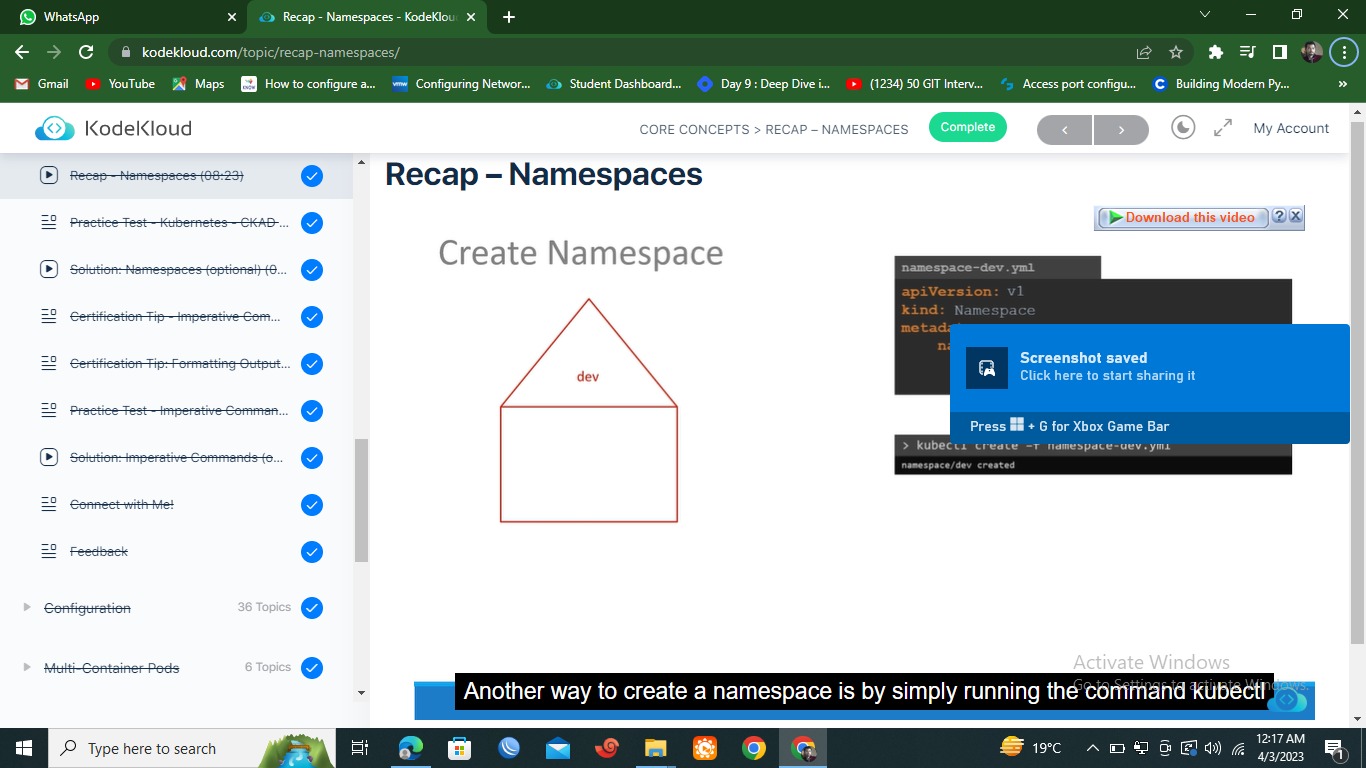 WhatsApp
Recap - Namespaces - KodeKlou
kodekloud.com/topic/recap-namespaces/
Gmail
YouTube
Maps
How to configure a...
Configuring Networ...
Student Dashboard...
Day 9 : Deep Dive i...
(1234) 50 GIT Interv...
Access port configu...
Building Modern Py...
»
KodeKloud
CORE CONCEPTS > RECAP – NAMESPACES
Complete
My Account
Recap - Namespaces (08:23)
Practice Test - Kubernetes - CKAD ...
Solution: Namespaces (optional) (0...
Certification Tip - Imperative Com...
Certification Tip: Formatting Output...
Practice Test - Imperative Comman...
Solution: Imperative Commands (o...
Connect with Me!
Feedback
Configuration 36 Topics
Multi-Container Pods 6 Topics
Recap – Namespaces
Download this video ? X
Create Namespace
dev
namespace-dev.yml
apiVersion: v1
kind: Namespace
metada
na
Screenshot saved
Click here to start sharing it
Press + G for Xbox Game Bar
> kubectl create -f namespace-dev.yml
namespace/dev created
Activate Windows
Go to Settings to activate Windows.
Another way to create a namespace is by simply running the command kubectl
Type here to search
19°C
12:17 AM
4/3/2023
1